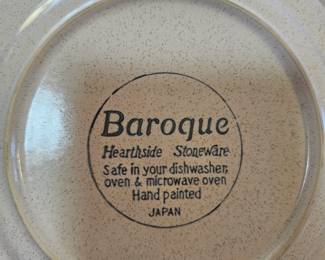 Baroque
Hearthside Stoneware
Safe in your dishwasher,
oven & microwave oven
Hand painted
JAPAN